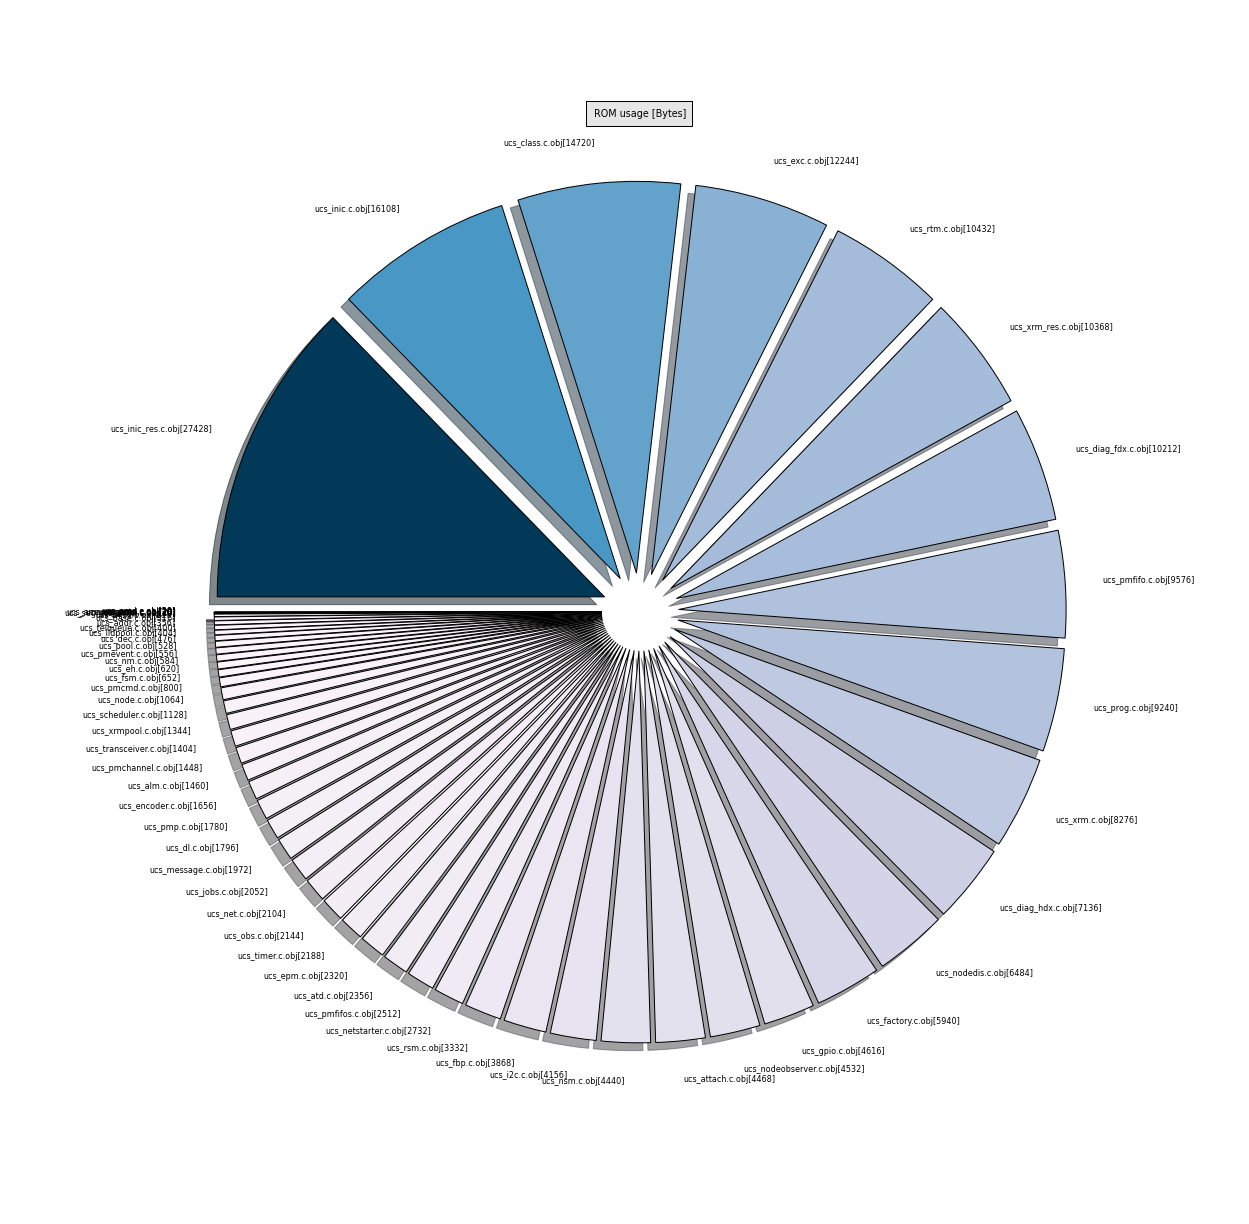 ROM usage [Bytes]
ucs_class.c.obj[14720]
ucs_exc.c.obj[12244]
ucs_inic.c.obj[16108]
ucs_rtm.c.obj[10432]
ucs_xrm_res.c.obj[10368]
ucs_inic_res.c.obj[27428]
ucs_diag_fdx.c.obj[10212]
ucs_pmfifo.c.obj[9576]
ucs_dec.c.obj[476]
ucs_pool.c.obj[528]
ucs_pmevent.c.obj[556]
ucs_nm.c.obj[584]
ucs_eh.c.obj[620]
ucs_fsm.c.obj[652]
ucs_pmcmd.c.obj[800]
ucs_node.c.obj[1064]
ucs_prog.c.obj[9240]
ucs_scheduler.c.obj[1128]
ucs_xrmpool.c.obj[1344]
ucs_transceiver.c.obj[1404]
ucs_pmchannel.c.obj[1448]
ucs_alm.c.obj[1460]
ucs_encoder.c.obj[1656]
ucs_xrm.c.obj[8276]
ucs_pmp.c.obj[1780]
ucs_dl.c.obj[1796]
ucs_message.c.obj[1972]
ucs_jobs.c.obj[2052]
ucs_diag_hdx.c.obj[7136]
ucs_net.c.obj[2104]
ucs_obs.c.obj[2144]
ucs_timer.c.obj[2188]
ucs_nodedis.c.obj[6484]
ucs_epm.c.obj[2320]
ucs_atd.c.obj[2356]
ucs_pmfifos.c.obj[2512]
ucs_factory.c.obj[5940]
ucs_netstarter.c.obj[2732]
ucs_rsm.c.obj[3332]
ucs_gpio.c.obj[4616]
ucs_fbp.c.obj[3868]
ucs_nodeobserver.c.obj[4532]
ucs_i2c.c.obj[4156]
ucs_nsm.c.obj[4440]
ucs_attach.c.obj[4468]